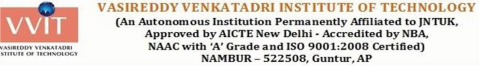 VVIT
VASIREDDY VENKATADRI
INSTITUTE OF TECHNOLOGY
VASIREDDY VENKATADRI INSTITUTE OF TECHNOLOGY
(An Autonomous Institution Permanently Affiliated to JNTUK,
Approved by AICTE New Delhi - Accredited by NBA,
NAAC with ‘A’ Grade and ISO 9001:2008 Certified)
NAMBUR – 522508, Guntur, AP